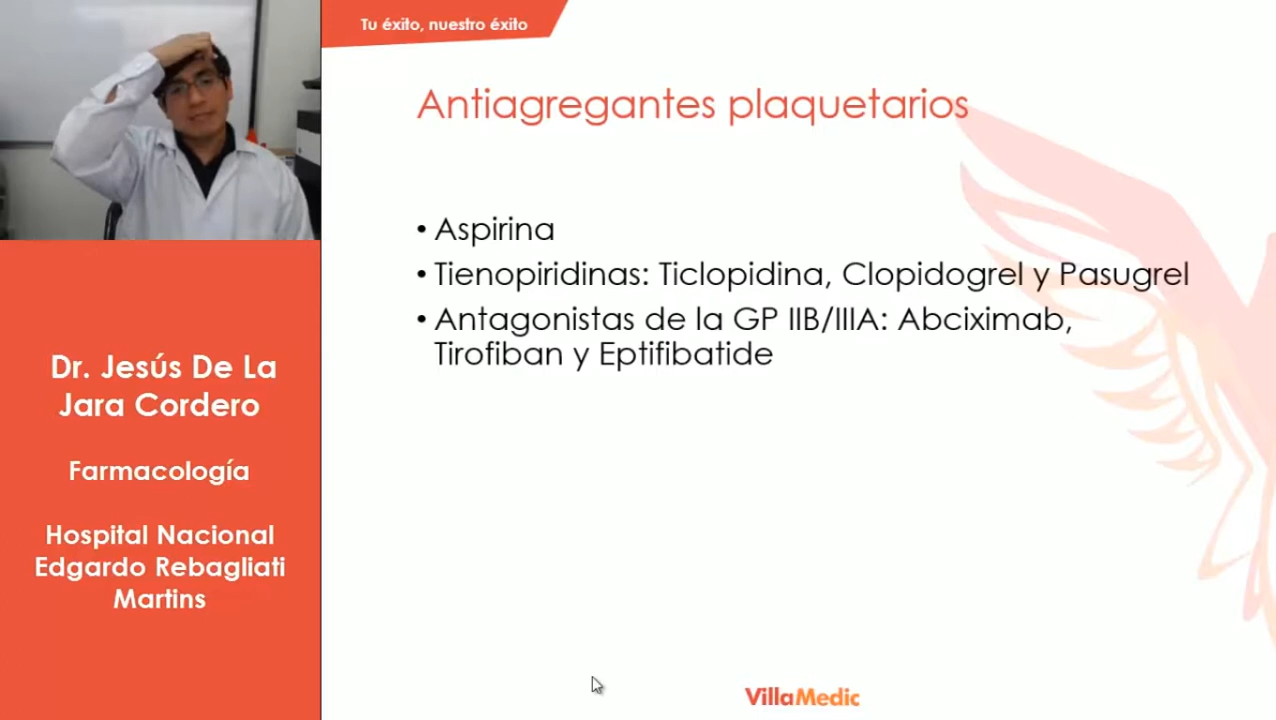 Tu éxito, nuestro éxito
Antiagregantes plaquetarios
• Aspirina
• Tienopiridinas: Ticlopidina, Clopidogrel y Pasugrel
• Antagonistas de la GP IIB/IIIA: Abciximab,
Tirofiban y Eptifibatide
Dr. Jesús De La
Jara Cordero
Farmacología
Hospital Nacional
Edgardo Rebagliati
Martins
VillaMedic